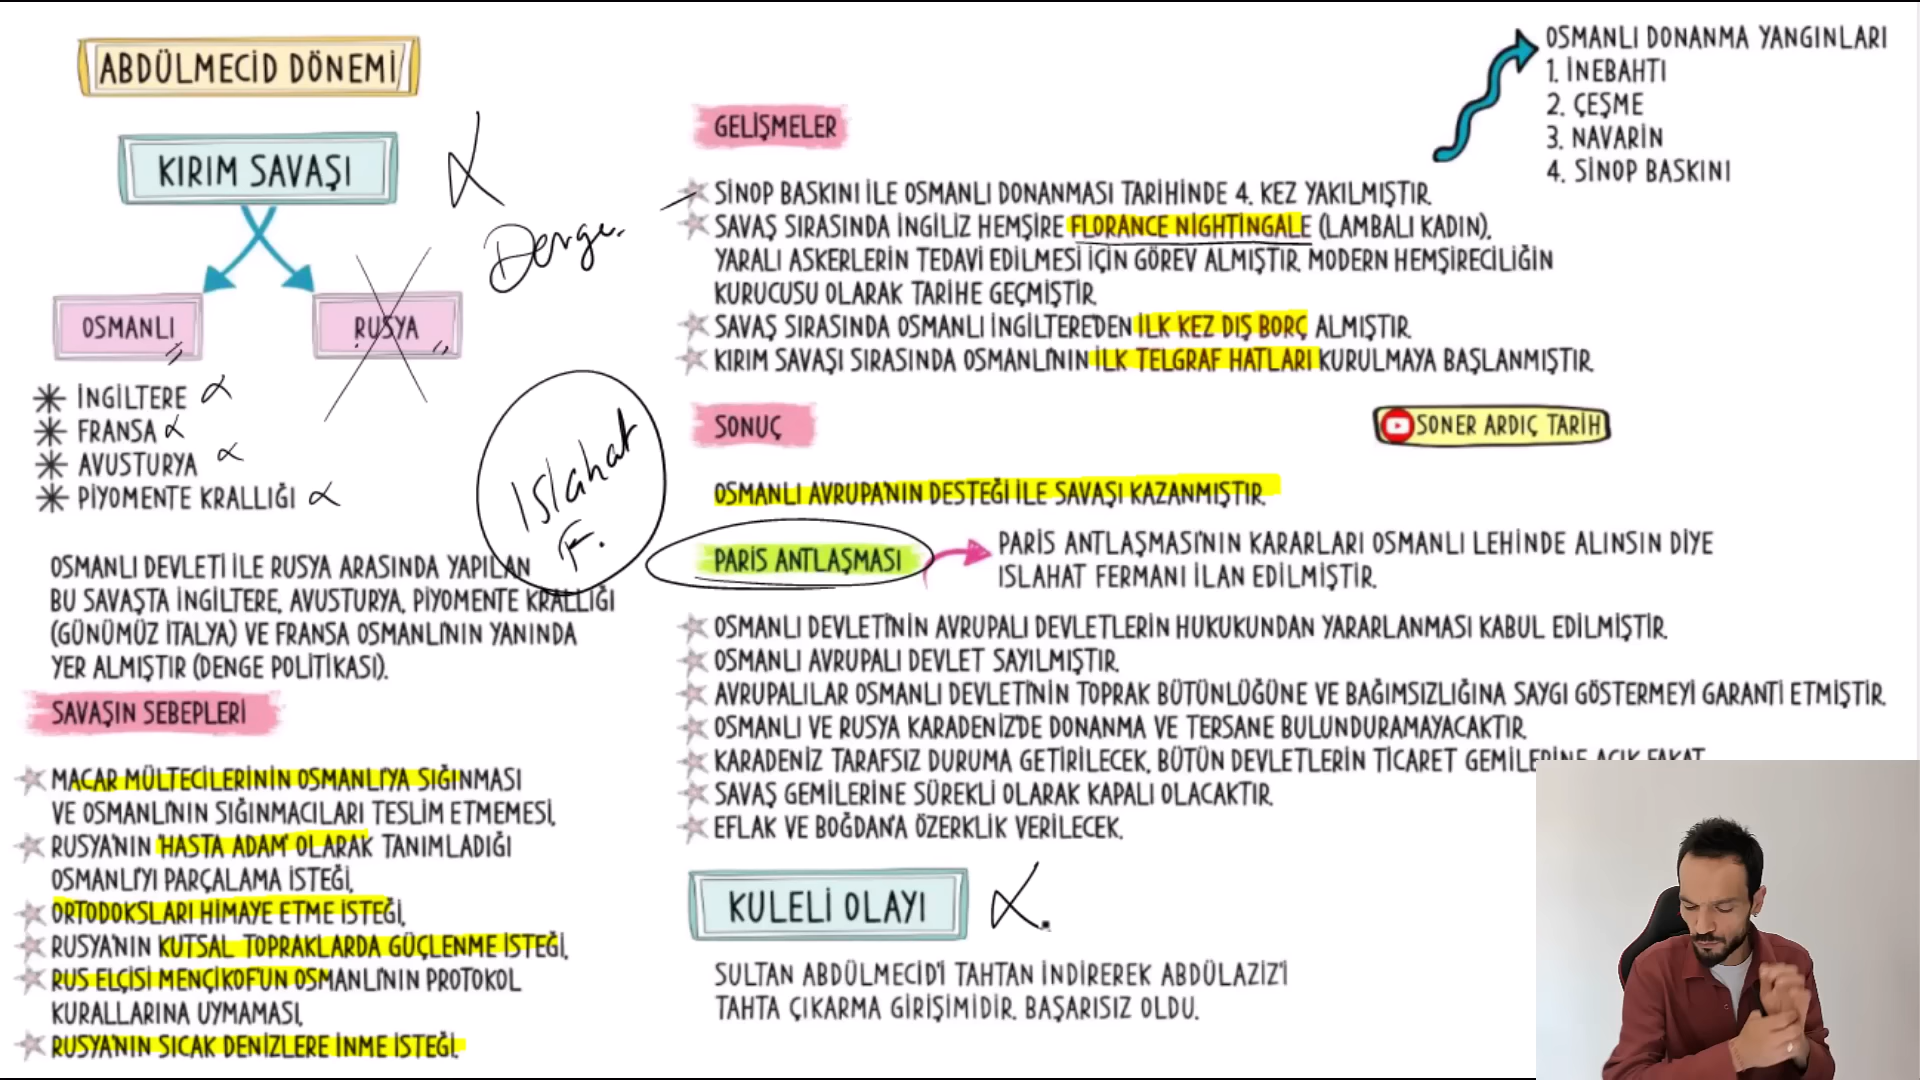 ABDÜLMECİD DÖNEMİ
KIRIM SAVAŞI
Denge
OSMANLI
RUSYA
İNGİLTERE
FRANSA
AVUSTURYA
PİYOMENTE KRALLIĞI
Islahat
F.
OSMANLI DEVLETİ İLE RUSYA ARASINDA YAPILAN
BU SAVAŞTA İNGİLTERE, AVUSTURYA, PİYOMENTE KRALLIĞI
(GÜNÜMÜZ İTALYA) VE FRANSA OSMANLI'NIN YANINDA
YER ALMIŞTIR (DENGE POLİTİKASI).
SAVAŞIN SEBEPLERİ
MACAR MÜLTECİLERİNİN OSMANLI'YA SIĞINMASI
VE OSMANLI'NIN SIĞINMACILARI TESLİM ETMEMESİ,
RUSYA'NIN 'HASTA ADAM' OLARAK TANIMLADIĞI
OSMANLI'YI PARÇALAMA İSTEĞİ,
ORTODOKSLARI HİMAYE ETME İSTEĞİ,
RUSYA'NIN KUTSAL TOPRAKLARDA GÜÇLENME İSTEĞİ,
RUS ELÇİSİ MENÇİKOF'UN OSMANLI'NIN PROTOKOL
KURALLARINA UYMAMASI,
RUSYA'NIN SICAK DENİZLERE İNME İSTEĞİ.
GELİŞMELER
SİNOP BASKINI İLE OSMANLI DONANMASI TARİHİNDE 4. KEZ YAKILMIŞTIR.
SAVAŞ SIRASINDA İNGİLİZ HEMŞİRE FLORANCE NİGHTİNGALE (LAMBALI KADIN),
YARALI ASKERLERİN TEDAVİ EDİLMESİ İÇİN GÖREV ALMIŞTIR. MODERN HEMŞİRECİLİĞİN
KURUCUSU OLARAK TARİHE GEÇMİŞTİR.
SAVAŞ SIRASINDA OSMANLI İNGİLTERE'DEN İLK KEZ DIŞ BORÇ ALMIŞTIR.
KIRIM SAVAŞI SIRASINDA OSMANLI'NIN İLK TELGRAF HATLARI KURULMAYA BAŞLANMIŞTIR.
OSMANLI DONANMA YANGINLARI
1. İNEBAHTI
2. ÇEŞME
3. NAVARİN
4. SİNOP BASKINI
SONUÇ
SONER ARDIÇ TARİH
OSMANLI AVRUPA'NIN DESTEĞİ İLE SAVAŞI KAZANMIŞTIR.
PARİS ANTLAŞMASI
PARİS ANTLAŞMASI'NIN KARARLARI OSMANLI LEHİNDE ALINSIN DİYE
ISLAHAT FERMANI İLAN EDİLMİŞTİR.
OSMANLI DEVLETİ'NİN AVRUPALI DEVLETLERİN HUKUKUNDAN YARARLANMASI KABUL EDİLMİŞTİR.
OSMANLI AVRUPALI DEVLET SAYILMIŞTIR.
AVRUPALILAR OSMANLI DEVLETİ'NİN TOPRAK BÜTÜNLÜĞÜNE VE BAĞIMSIZLIĞINA SAYGI GÖSTERMEYİ GARANTİ ETMİŞTİR.
OSMANLI VE RUSYA KARADENİZ'DE DONANMA VE TERSANE BULUNDURAMAYACAKTIR.
KARADENİZ TARAFSIZ DURUMA GETİRİLECEK, BÜTÜN DEVLETLERİN TİCARET GEMİLERİNE AÇIK FAKAT
SAVAŞ GEMİLERİNE SÜREKLİ OLARAK KAPALI OLACAKTIR.
EFLAK VE BOĞDAN'A ÖZERKLİK VERİLECEK.
KULELİ OLAYI
SULTAN ABDÜLMECİD'İ TAHTAN İNDİREREK ABDÜLAZİZ'İ
TAHTA ÇIKARMA GİRİŞİMİDİR. BAŞARISIZ OLDU.